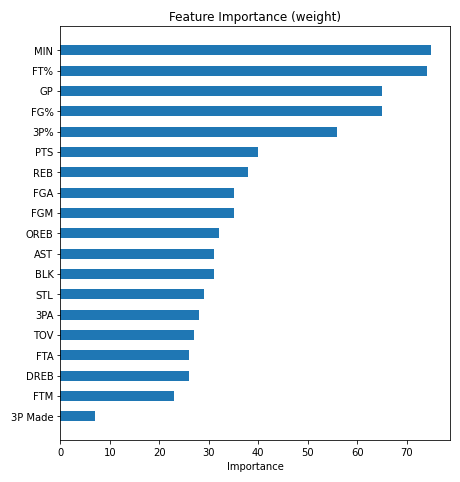 Feature Importance (weight)
MIN
FT%
GP
FG%
3P%
PTS
REB
FGA
FGM
OREB
AST
BLK
STL
3PA
TOV
FTA
DREB
FTM
3P Made
0 10 20 30 40 50 60 70
Importance